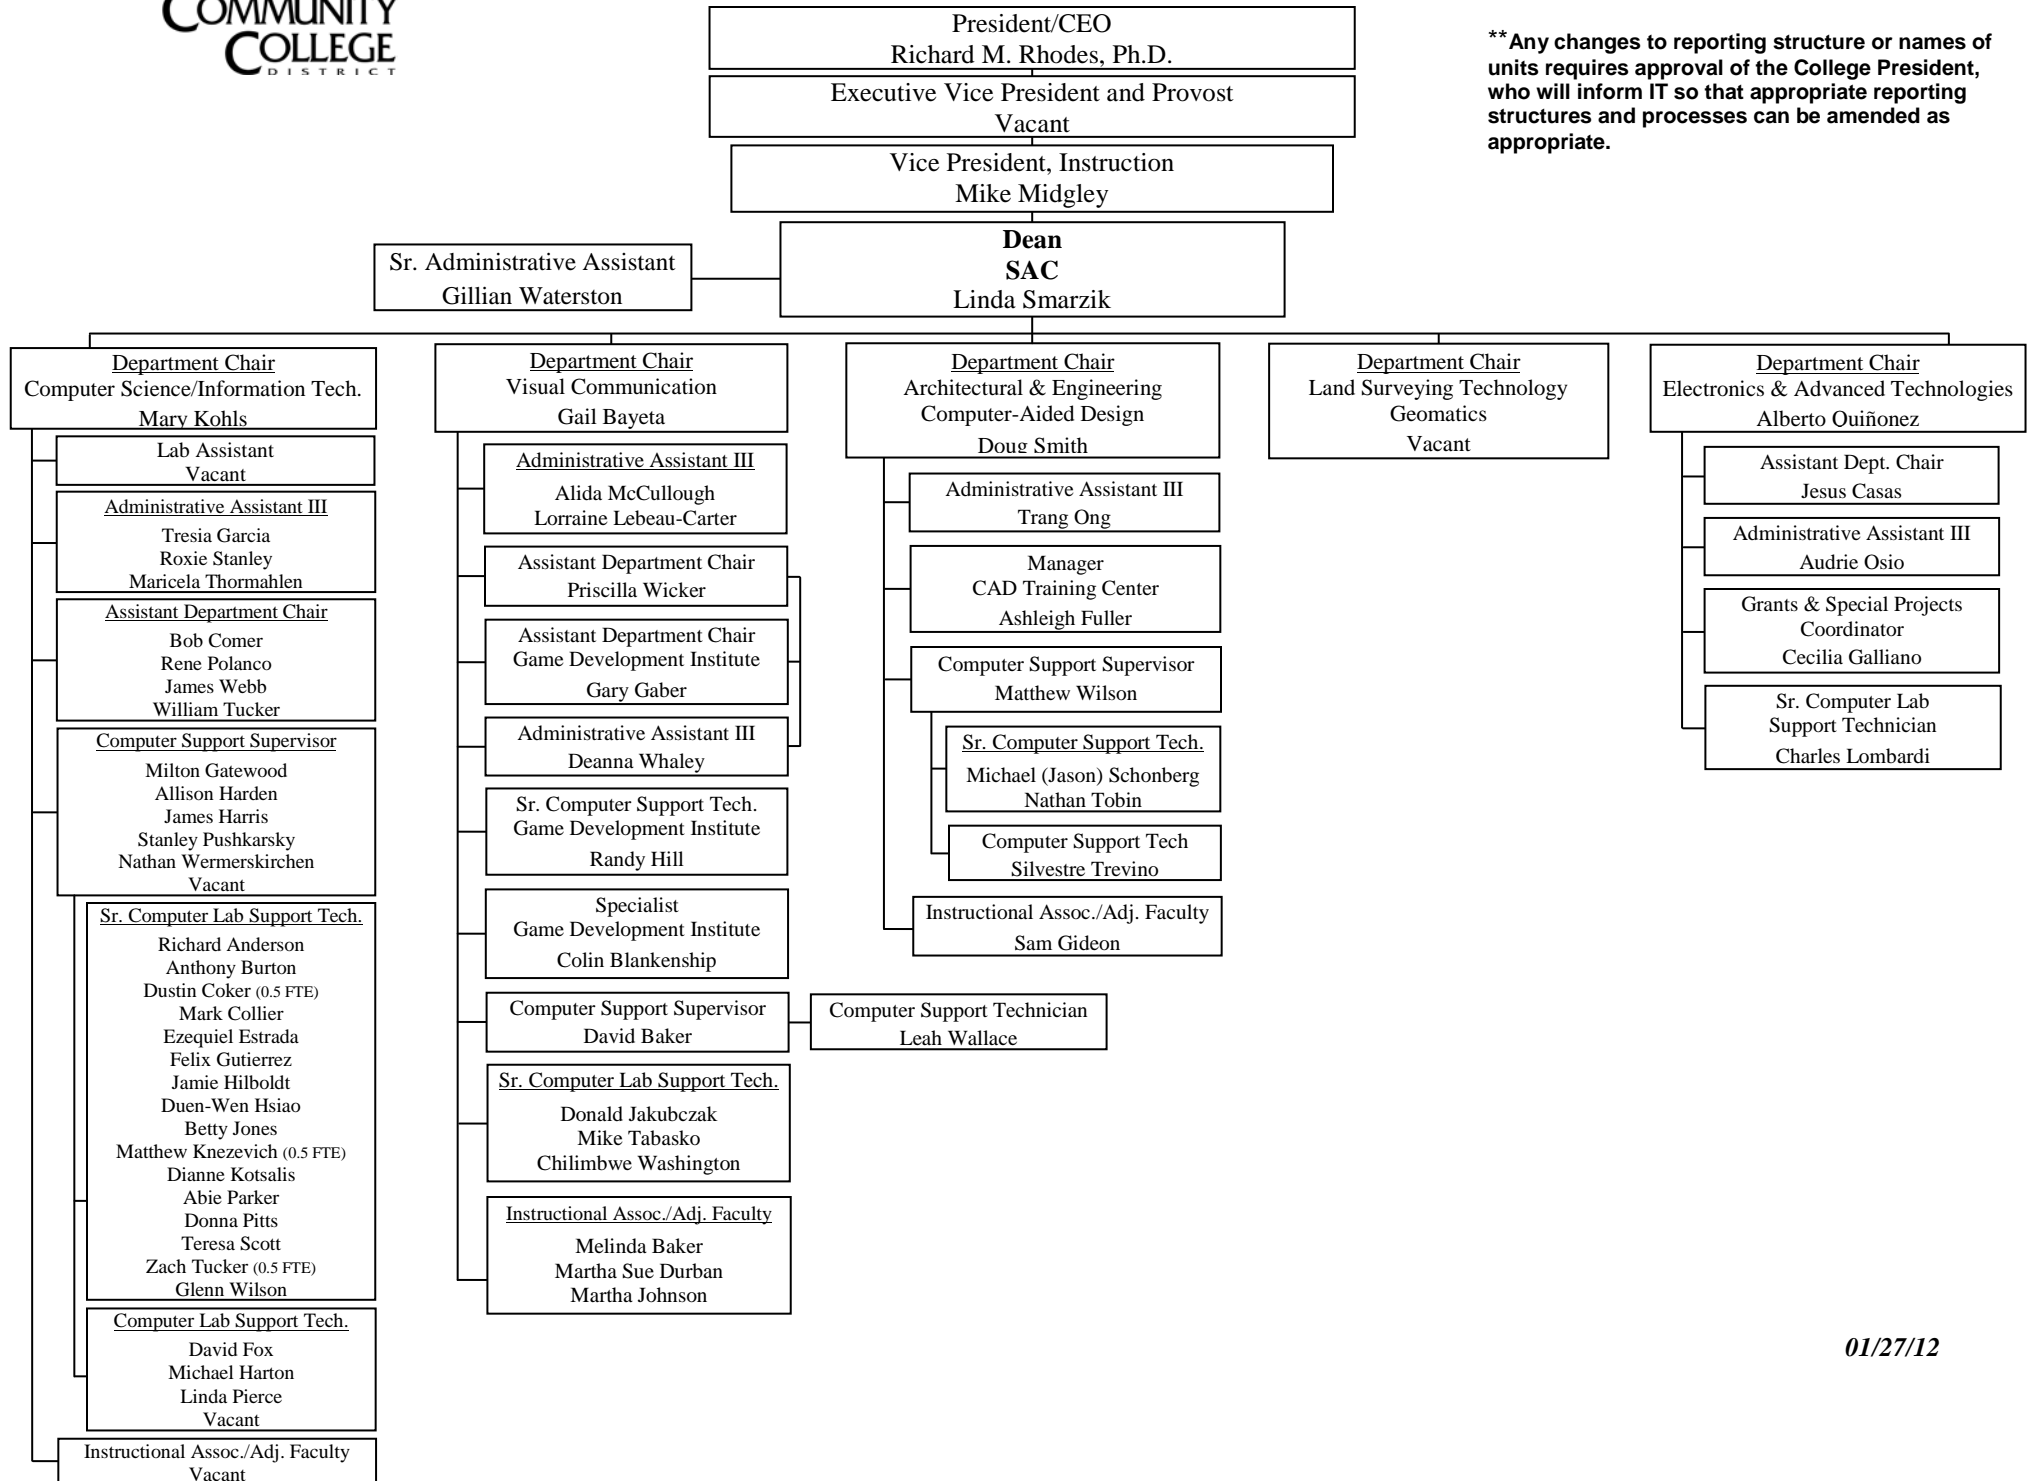 COMMUNITY
COLLEGE
DISTRICT
President/CEO
Richard M. Rhodes, Ph.D.
**Any changes to reporting structure or names of
units requires approval of the College President,
who will inform IT so that appropriate reporting
structures and processes can be amended as
appropriate.
Executive Vice President and Provost
Vacant
Vice President, Instruction
Mike Midgley
Dean
SAC
Linda Smarzik
Sr. Administrative Assistant
Gillian Waterston
Department Chair
Computer Science/Information Tech.
Mary Kohls
Lab Assistant
Vacant
Administrative Assistant III
Tresia Garcia
Roxie Stanley
Maricela Thormahlen
Assistant Department Chair
Bob Comer
Rene Polanco
James Webb
William Tucker
Computer Support Supervisor
Milton Gatewood
Allison Harden
James Harris
Stanley Pushkarsky
Nathan Wermerskirchen
Vacant
Sr. Computer Lab Support Tech.
Richard Anderson
Anthony Burton
Dustin Coker (0.5 FTE)
Mark Collier
Ezequiel Estrada
Felix Gutierrez
Jamie Hilboldt
Duen-Wen Hsiao
Betty Jones
Matthew Knezevich (0.5 FTE)
Dianne Kotsalis
Abie Parker
Donna Pitts
Teresa Scott
Zach Tucker (0.5 FTE)
Glenn Wilson
Computer Lab Support Tech.
David Fox
Michael Harton
Linda Pierce
Vacant
Instructional Assoc./Adj. Faculty
Vacant
Department Chair
Visual Communication
Gail Bayeta
Administrative Assistant III
Alida McCullough
Lorraine Lebeau-Carter
Assistant Department Chair
Priscilla Wicker
Assistant Department Chair
Game Development Institute
Gary Gaber
Administrative Assistant III
Deanna Whaley
Sr. Computer Support Tech.
Game Development Institute
Randy Hill
Specialist
Game Development Institute
Colin Blankenship
Computer Support Supervisor
David Baker
Computer Support Technician
Leah Wallace
Sr. Computer Lab Support Tech.
Donald Jakubczak
Mike Tabasko
Chilimbwe Washington
Instructional Assoc./Adj. Faculty
Melinda Baker
Martha Sue Durban
Martha Johnson
Department Chair
Architectural & Engineering
Computer-Aided Design
Doug Smith
Administrative Assistant III
Trang Ong
Manager
CAD Training Center
Ashleigh Fuller
Computer Support Supervisor
Matthew Wilson
Sr. Computer Support Tech.
Michael (Jason) Schonberg
Nathan Tobin
Computer Support Tech
Silvestre Trevino
Instructional Assoc./Adj. Faculty
Sam Gideon
Department Chair
Land Surveying Technology
Geomatics
Vacant
Department Chair
Electronics & Advanced Technologies
Alberto Quiñonez
Assistant Dept. Chair
Jesus Casas
Administrative Assistant III
Audrie Osio
Grants & Special Projects
Coordinator
Cecilia Galliano
Sr. Computer Lab
Support Technician
Charles Lombardi
01/27/12